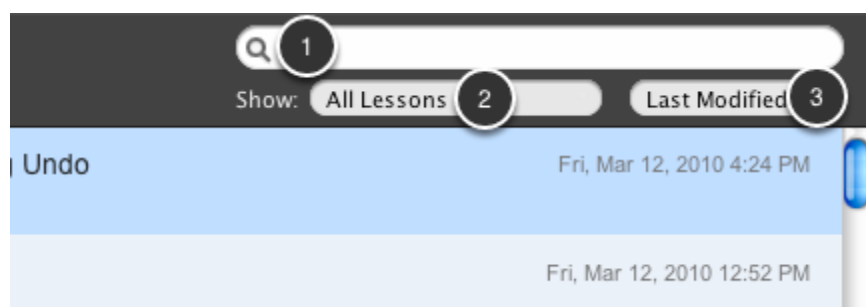 1
Show: All Lessons 2 Last Modified 3
Undo Fri, Mar 12, 2010 4:24 PM
Fri, Mar 12, 2010 12:52 PM